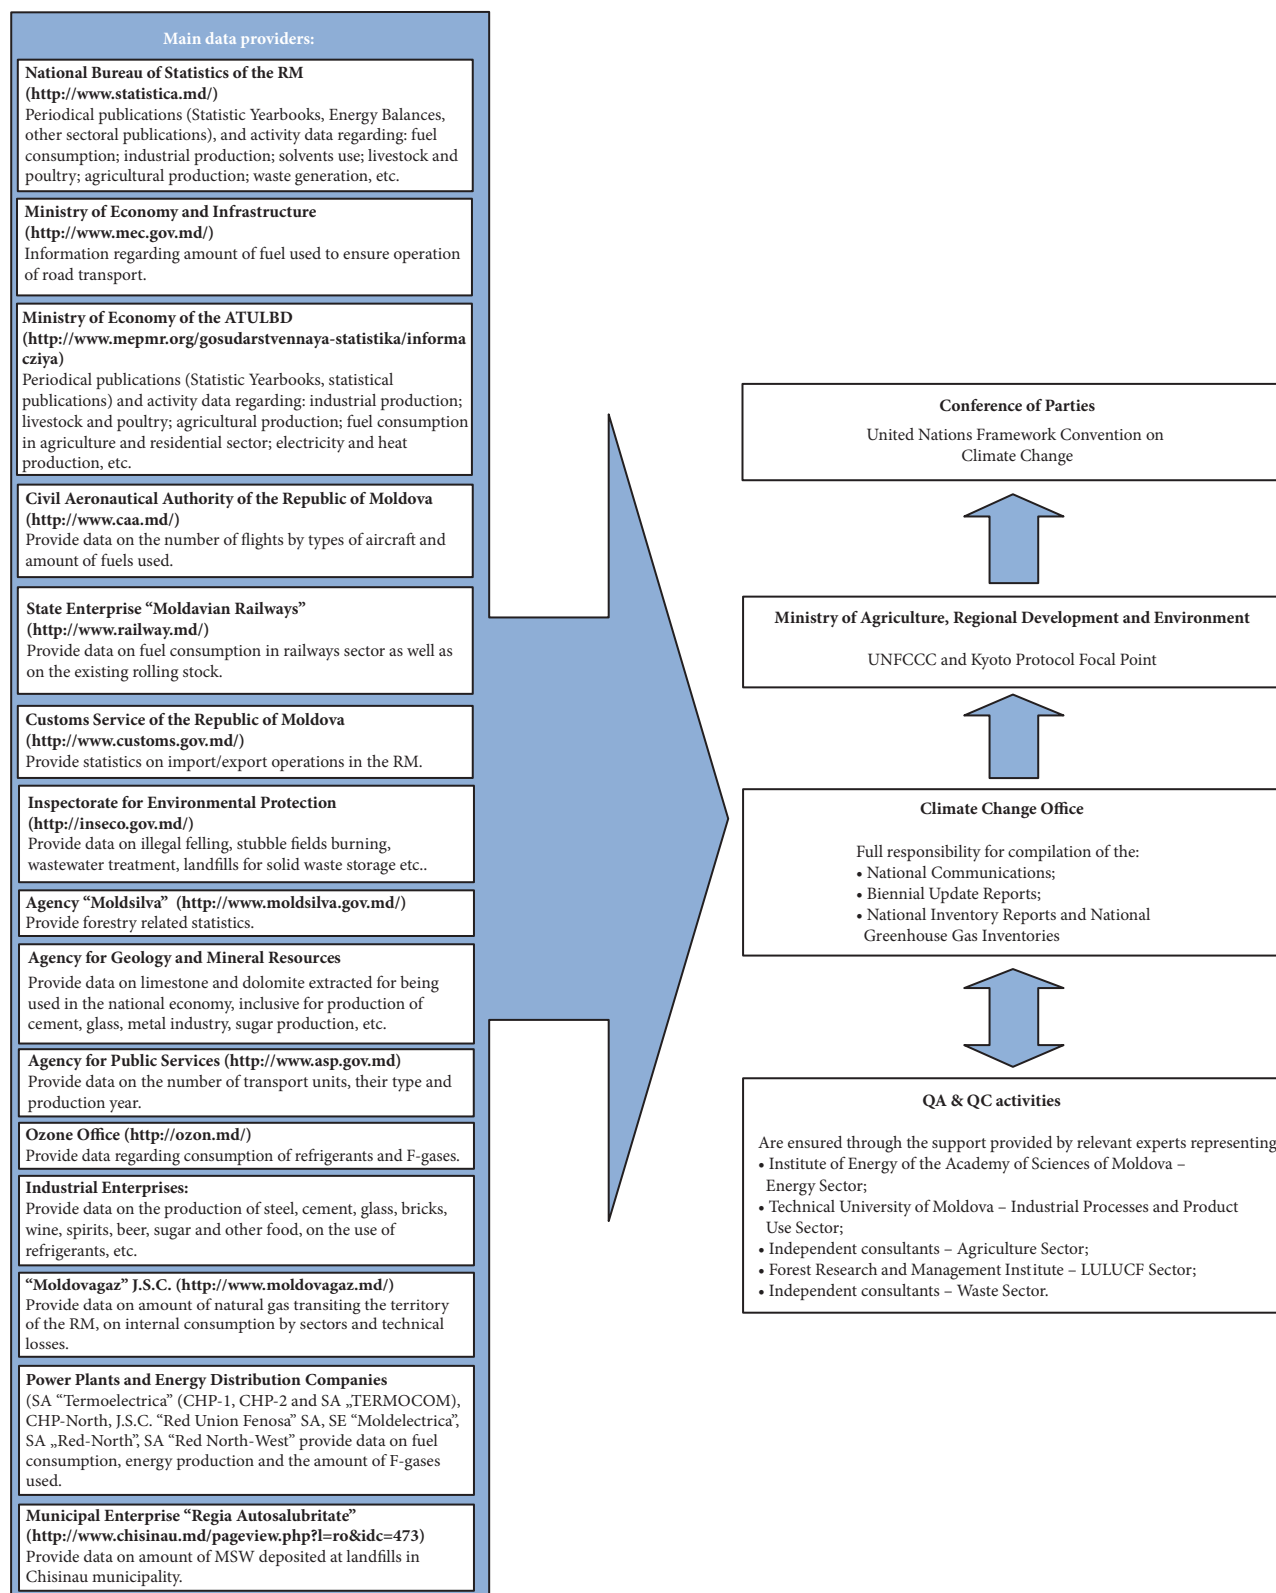 Main data providers:
National Bureau of Statistics of the RM
(http://www.statistica.md/)
Periodical publications (Statistic Yearbooks, Energy Balances,
other sectoral publications), and activity data regarding: fuel
consumption; industrial production; solvents use; livestock and
poultry; agricultural production; waste generation, etc.
Ministry of Economy and Infrastructure
(http://www.mec.gov.md/)
Information regarding amount of fuel used to ensure operation
of road transport.
Ministry of Economy of the ATULBD
(http://www.mepmr.org/gosudarstvennaya-statistika/informa
cziya)
Periodical publications (Statistic Yearbooks, statistical
publications) and activity data regarding: industrial production;
livestock and poultry; agricultural production; fuel consumption
in agriculture and residential sector; electricity and heat
production, etc.
Civil Aeronautical Authority of the Republic of Moldova
(http://www.caa.md/)
Provide data on the number of flights by types of aircraft and
amount of fuels used.
State Enterprise “Moldavian Railways”
(http://www.railway.md/)
Provide data on fuel consumption in railways sector as well as
on the existing rolling stock.
Customs Service of the Republic of Moldova
(http://www.customs.gov.md/)
Provide statistics on import/export operations in the RM.
Inspectorate for Environmental Protection
(http://inseco.gov.md/)
Provide data on illegal felling, stubble fields burning,
wastewater treatment, landfills for solid waste storage etc..
Agency “Moldsilva” (http://www.moldsilva.gov.md/)
Provide forestry related statistics.
Agency for Geology and Mineral Resources
Provide data on limestone and dolomite extracted for being
used in the national economy, inclusive for production of
cement, glass, metal industry, sugar production, etc.
Agency for Public Services (http://www.asp.gov.md)
Provide data on the number of transport units, their type and
production year.
Ozone Office (http://ozon.md/)
Provide data regarding consumption of refrigerants and F-gases.
Industrial Enterprises:
Provide data on the production of steel, cement, glass, bricks,
wine, spirits, beer, sugar and other food, on the use of
refrigerants, etc.
“Moldovagaz” J.S.C. (http://www.moldovagaz.md/)
Provide data on amount of natural gas transiting the territory
of the RM, on internal consumption by sectors and technical
losses.
Power Plants and Energy Distribution Companies
(SA “Termoelectrica” (CHP-1, CHP-2 and SA „TERMOCOM),
CHP-North, J.S.C. “Red Union Fenosa” SA, SE “Moldelectrica”,
SA „Red-North”, SA “Red North-West” provide data on fuel
consumption, energy production and the amount of F-gases
used.
Municipal Enterprise “Regia Autosalubritate”
(http://www.chisinau.md/pageview.php?l=ro&idc=473)
Provide data on amount of MSW deposited at landfills in
Chisinau municipality.
Conference of Parties
United Nations Framework Convention on
Climate Change
Ministry of Agriculture, Regional Development and Environment
UNFCCC and Kyoto Protocol Focal Point
Climate Change Office
Full responsibility for compilation of the:
• National Communications;
• Biennial Update Reports;
• National Inventory Reports and National
Greenhouse Gas Inventories
QA & QC activities
Are ensured through the support provided by relevant experts representing
• Institute of Energy of the Academy of Sciences of Moldova –
Energy Sector;
• Technical University of Moldova – Industrial Processes and Product
Use Sector;
• Independent consultants – Agriculture Sector;
• Forest Research and Management Institute – LULUCF Sector;
• Independent consultants – Waste Sector.